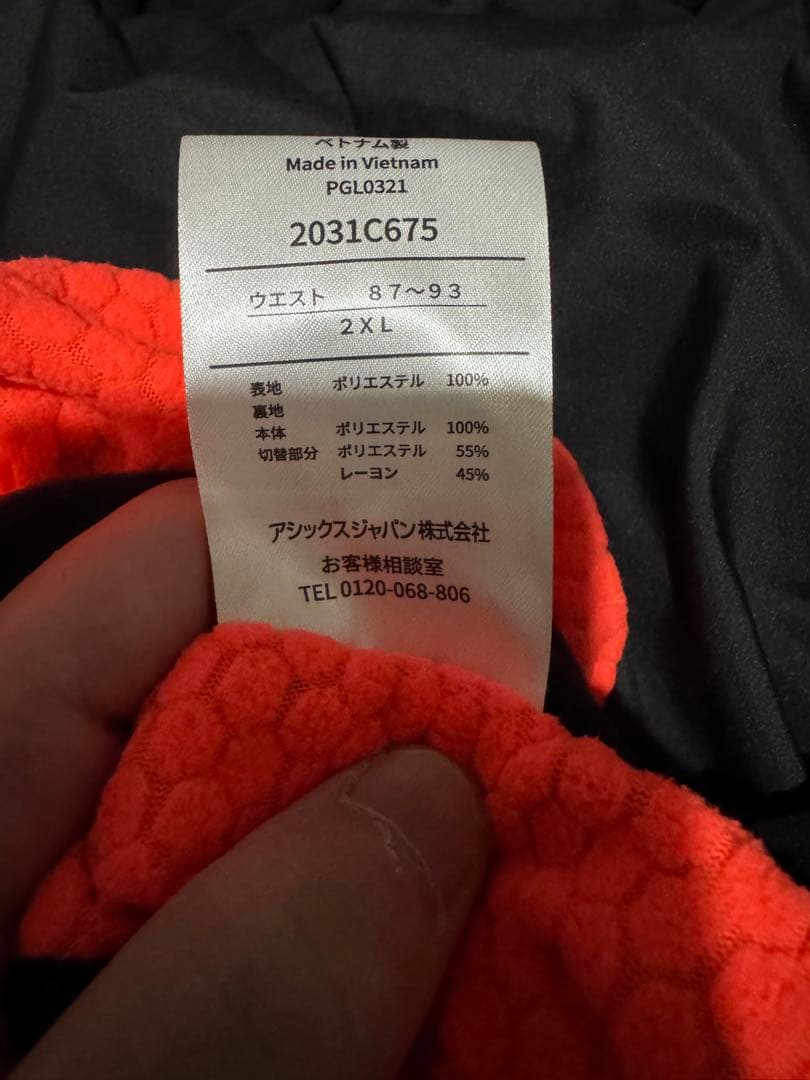 ベトナム製
Made in Vietnam
PGL0321
2031C675
ウエスト 87〜93
2XL
表地 ポリエステル 100%
裏地
本体 ポリエステル 100%
切替部分 ポリエステル 55%
レーヨン 45%
アシックスジャパン株式会社
お客様相談室
TEL 0120-068-806